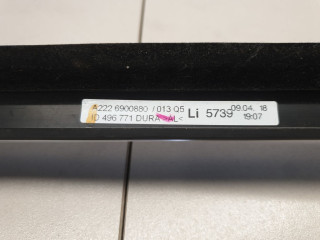 A222 6900880 / 013 Q5
ID 496 771 DURA >AL<
Li 5739
09.04. 18
19:07